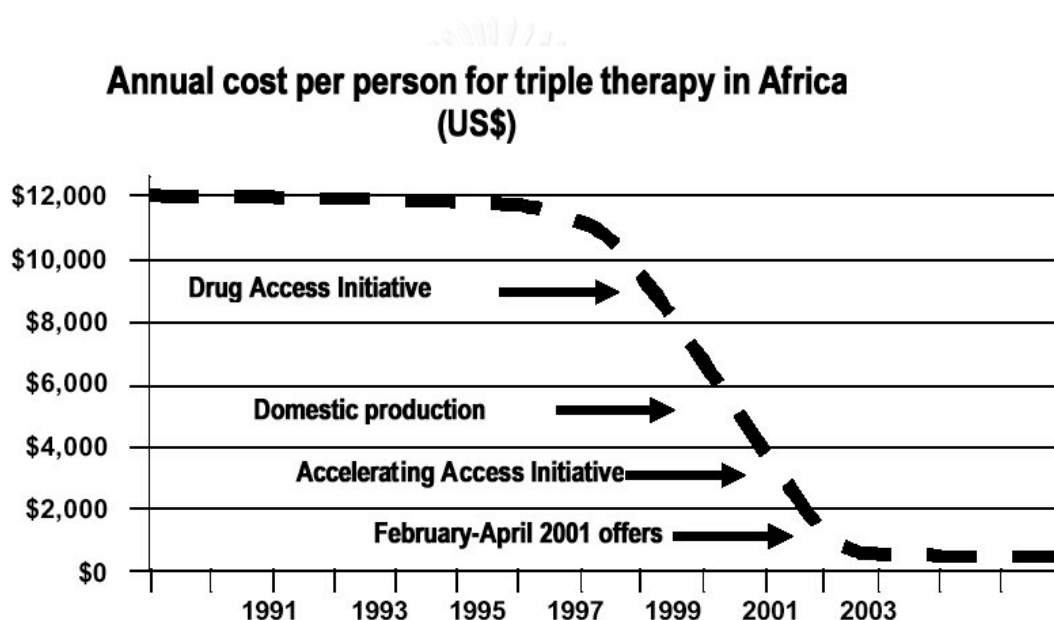 Annual cost per person for triple therapy in Africa
(US$)
$12,000
$10,000
Drug Access Initiative
$8,000
$6,000
Domestic production
$4,000
Accelerating Access Initiative
$2,000
February-April 2001 offers
$0
1991 1993 1995 1997 1999 2001 2003